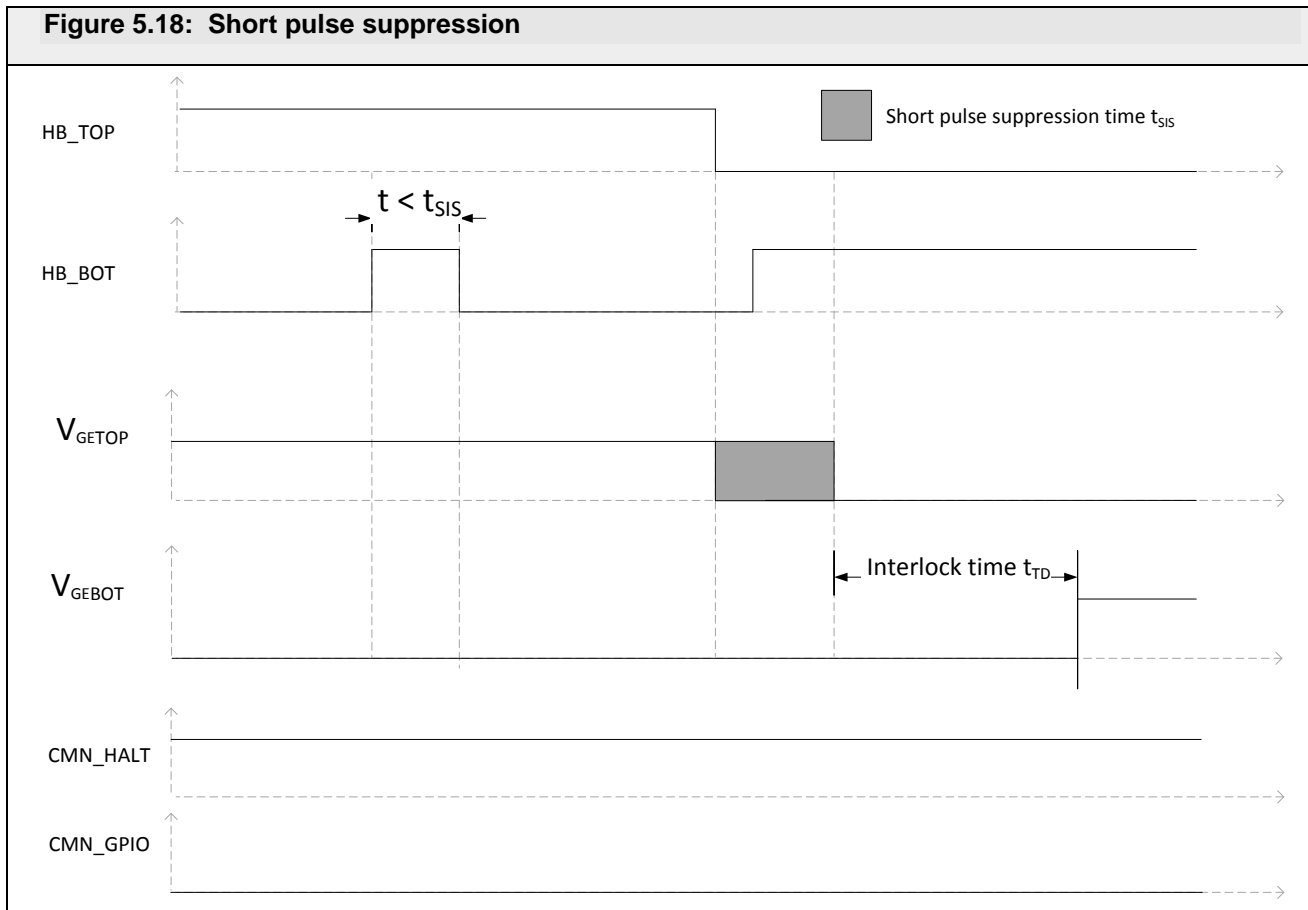 Figure 5.18: Short pulse suppression
HB_TOP
Short pulse suppression time tSIS
t < tSIS
HB_BOT
VGETOP
Interlock time tTD
VGEBOT
CMN_HALT
CMN_GPIO